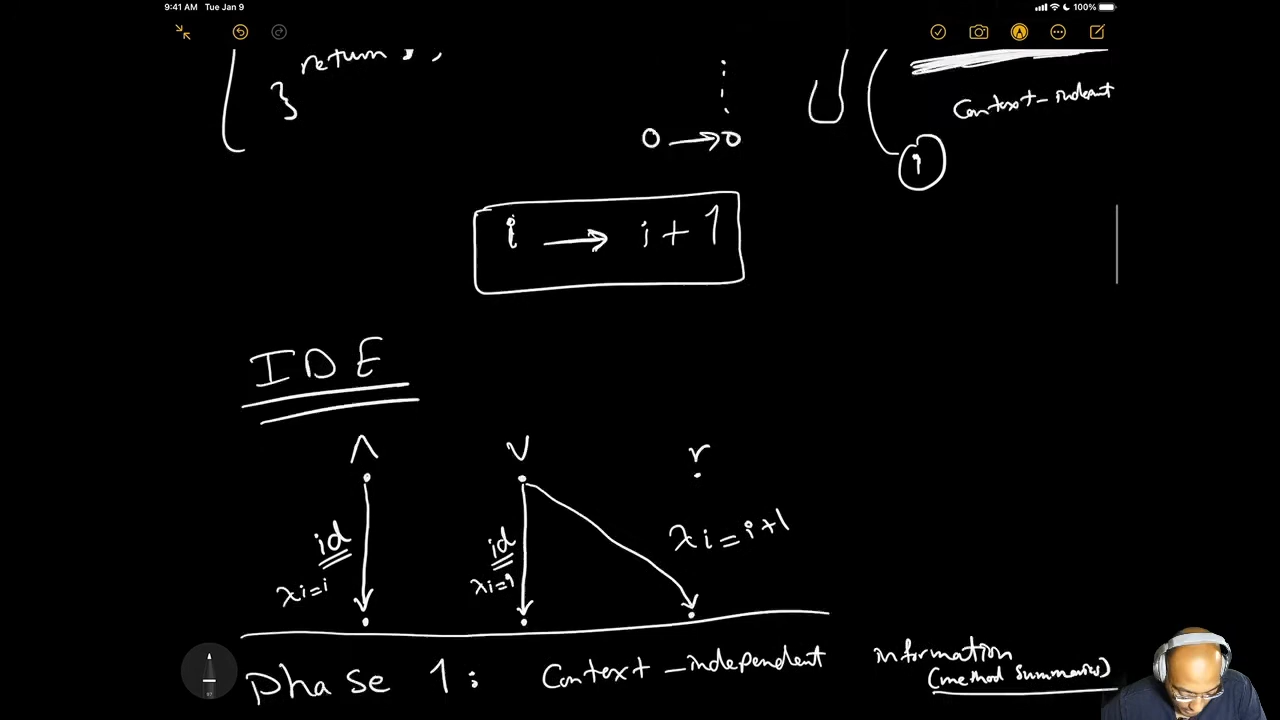 9:41 AM Tue Jan 9
100%
return
}
Context-indept
0 → 0
i → i + 1
IDE
Λ v r
id id λi = i+1
λi=i λi=i
Phase 1: Context-independent information
(method summaries)